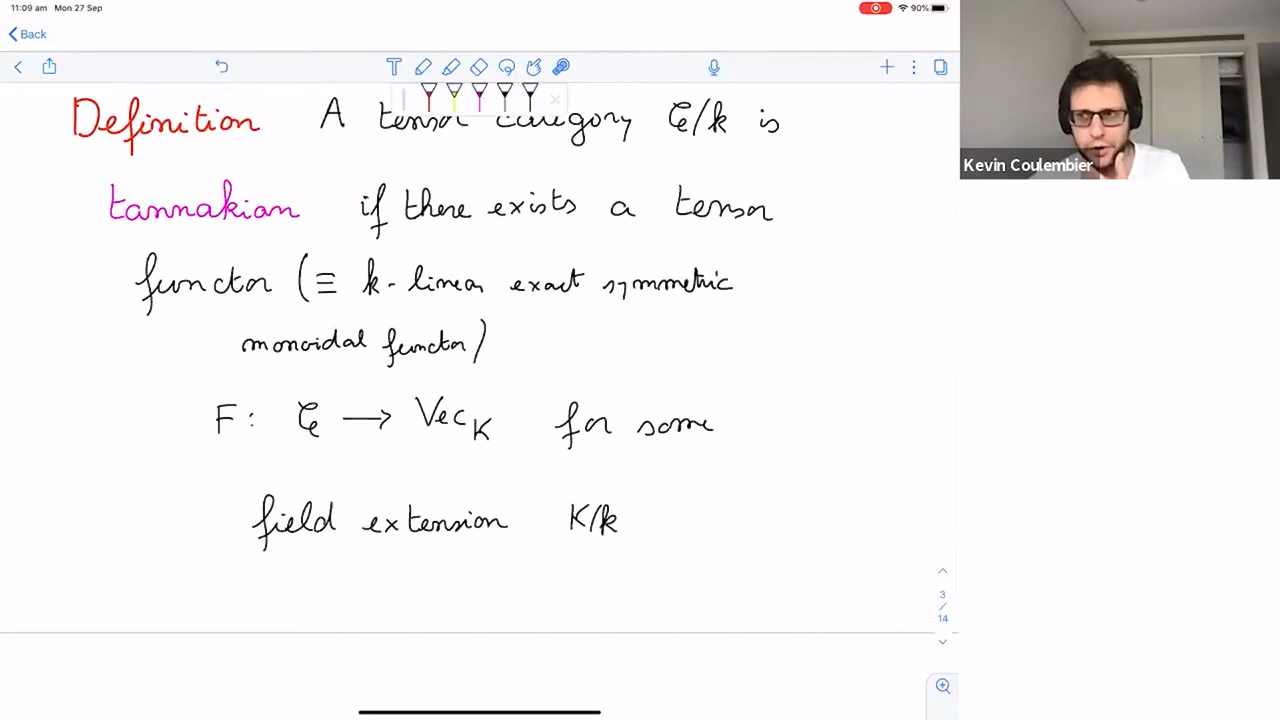 11:09 am Mon 27 Sep
90%
Back
Definition A tensor category 𝒞/k is
tannakian if there exists a tensor
functor (≡ k-linear exact symmetric
monoidal functor)
F: 𝒞 → Vec_K for some
field extension K/k
3
/
14
Kevin Coulembier